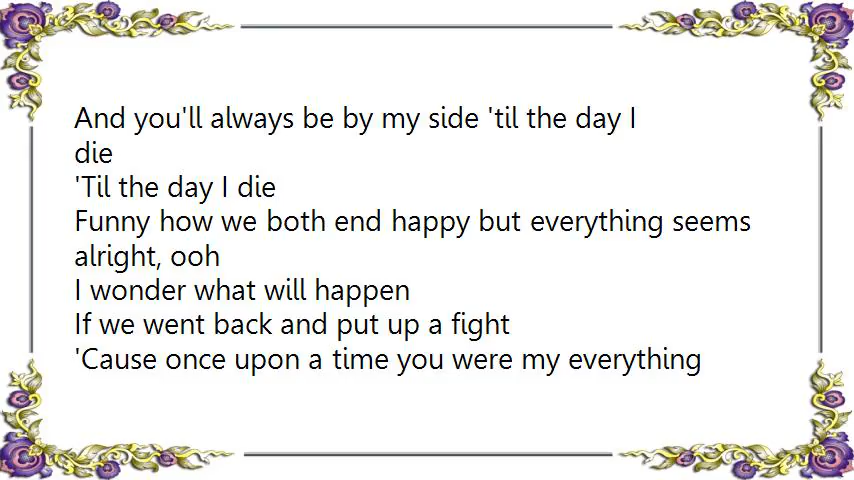 And you'll always be by my side 'til the day I
die
'Til the day I die
Funny how we both end happy but everything seems
alright, ooh
I wonder what will happen
If we went back and put up a fight
'Cause once upon a time you were my everything